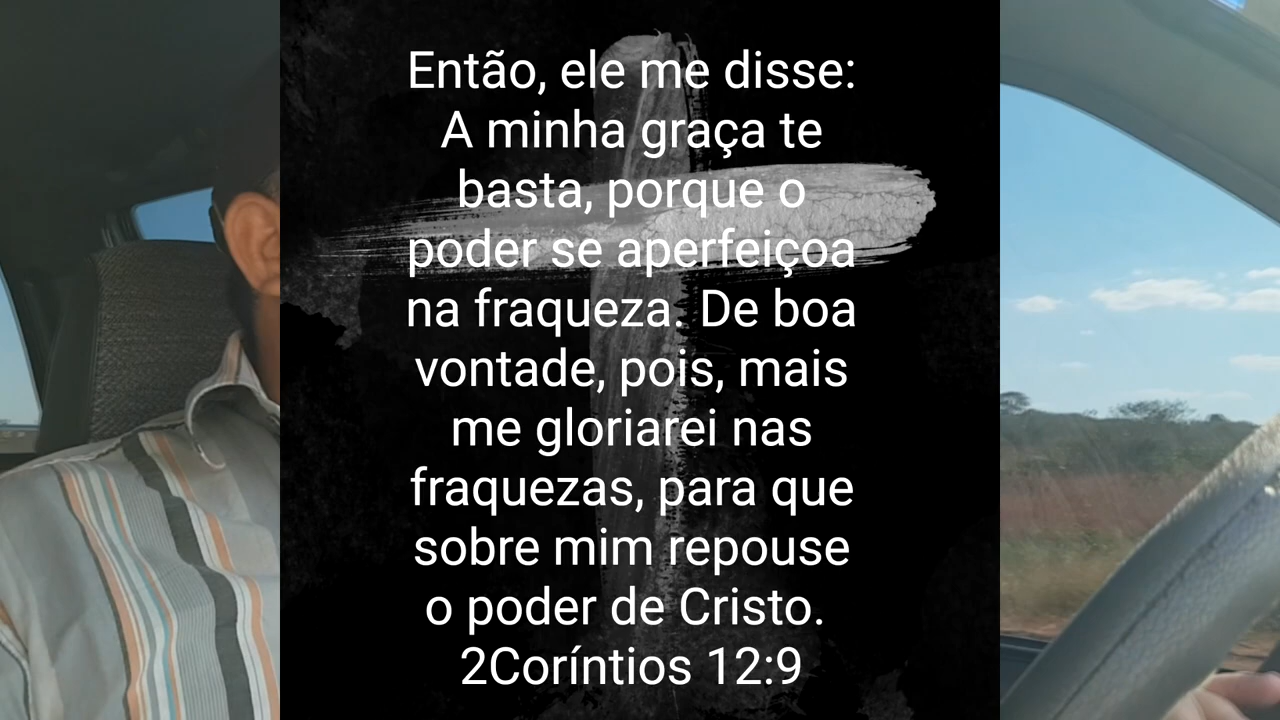 Então, ele me disse:
A minha graça te
basta, porque o
poder se aperfeiçoa
na fraqueza. De boa
vontade, pois, mais
me gloriarei nas
fraquezas, para que
sobre mim repouse
o poder de Cristo.
2Coríntios 12:9